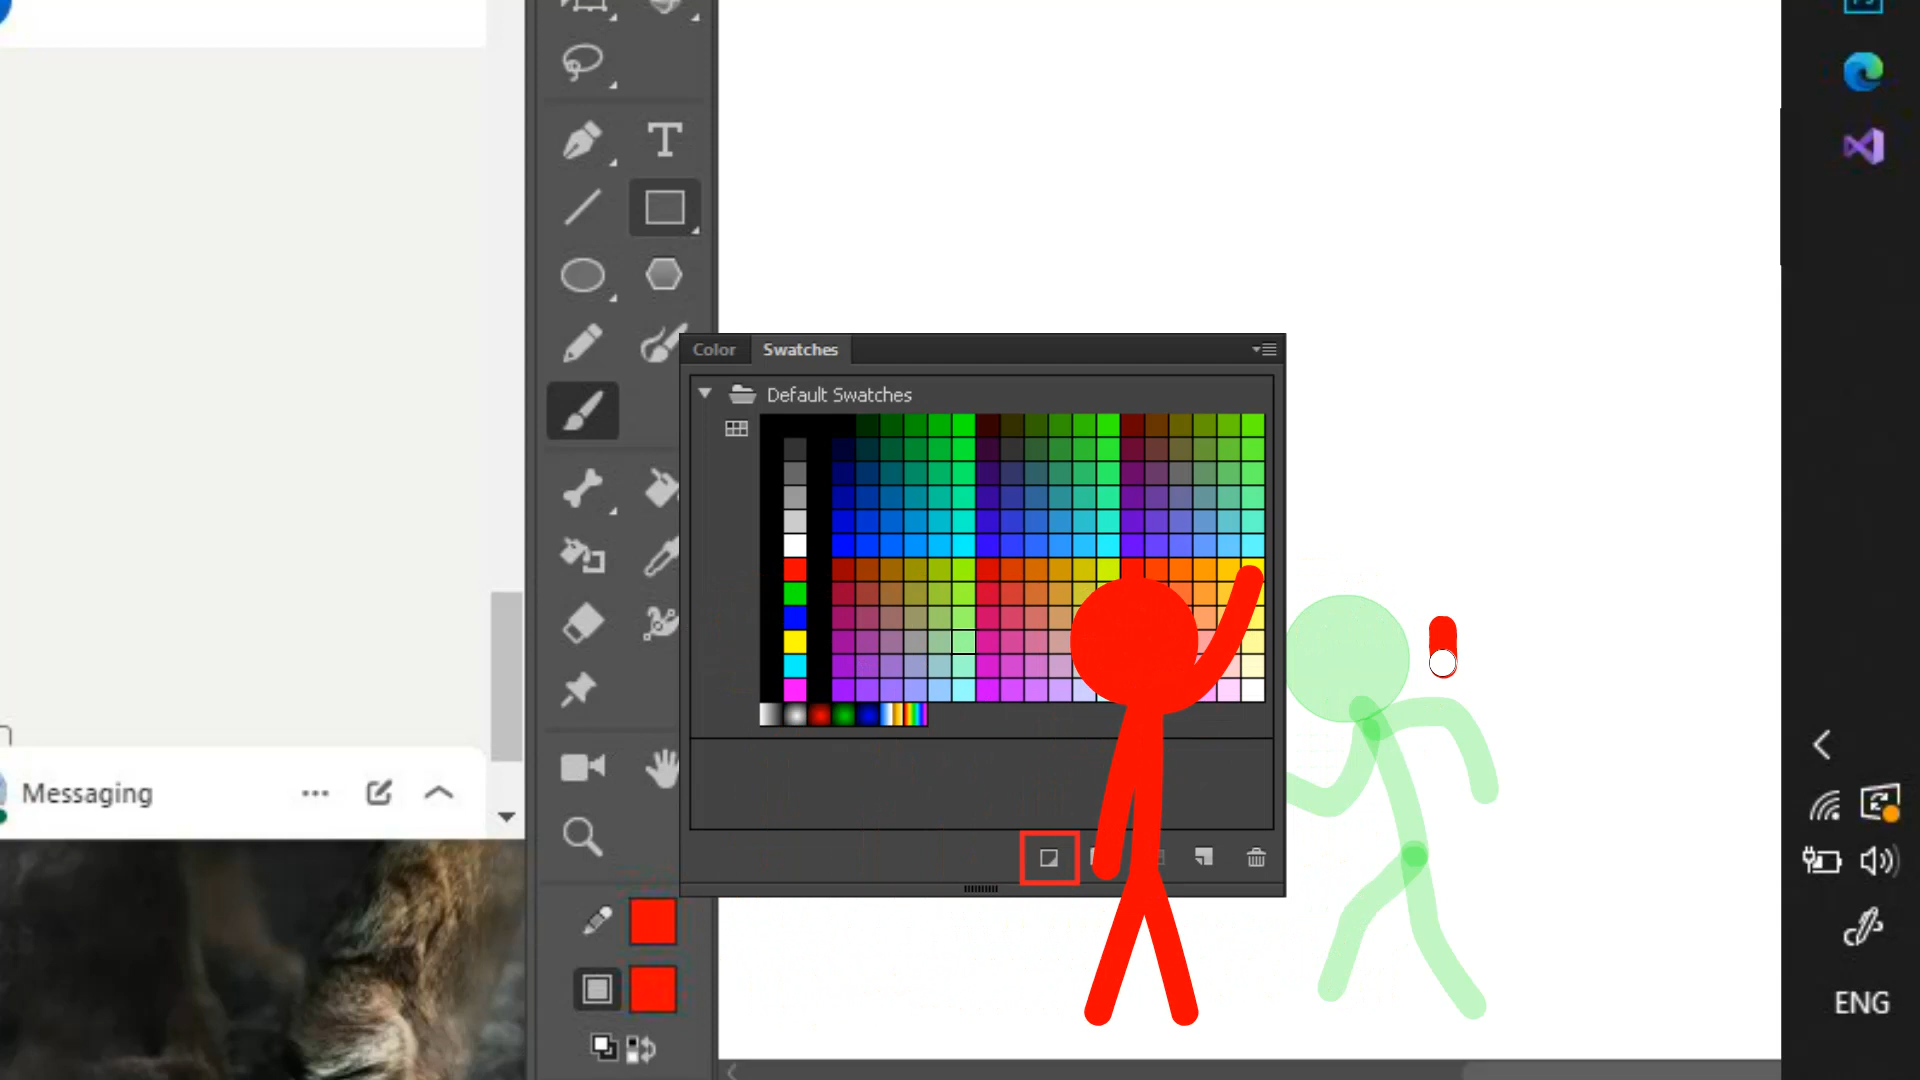 Color
Swatches
Default Swatches
Messaging
ENG